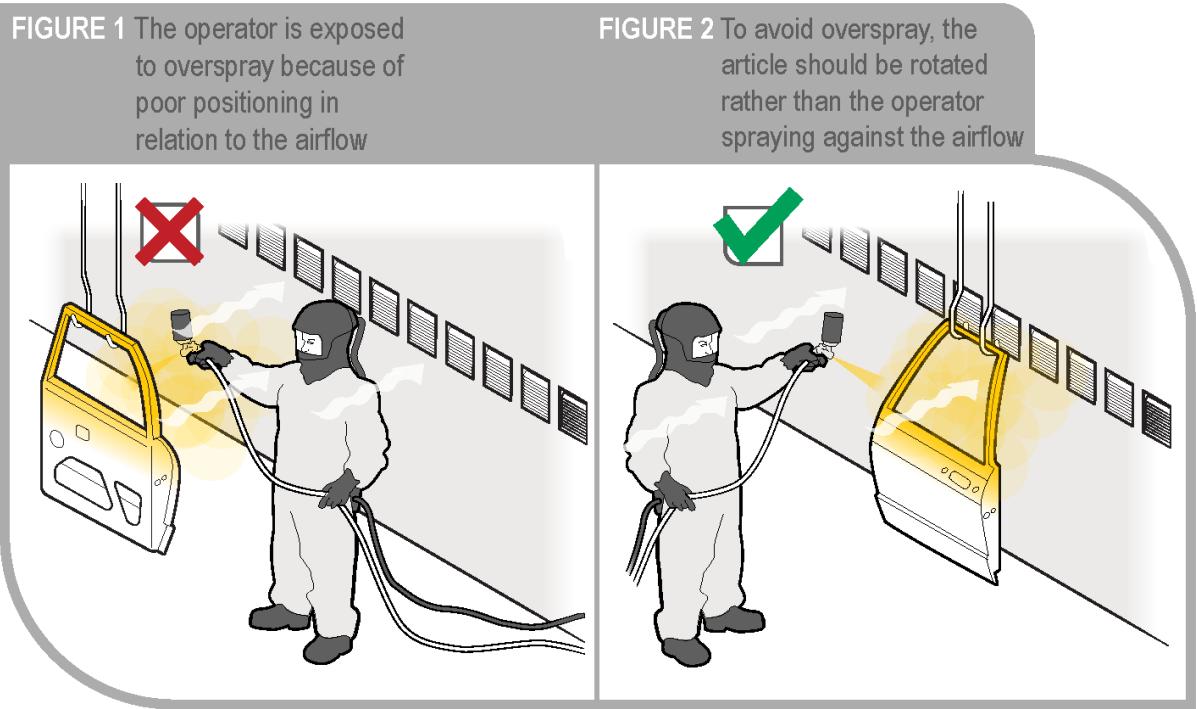 FIGURE 1 The operator is exposed
to overspray because of
poor positioning in
relation to the airflow
FIGURE 2 To avoid overspray, the
article should be rotated
rather than the operator
spraying against the airflow